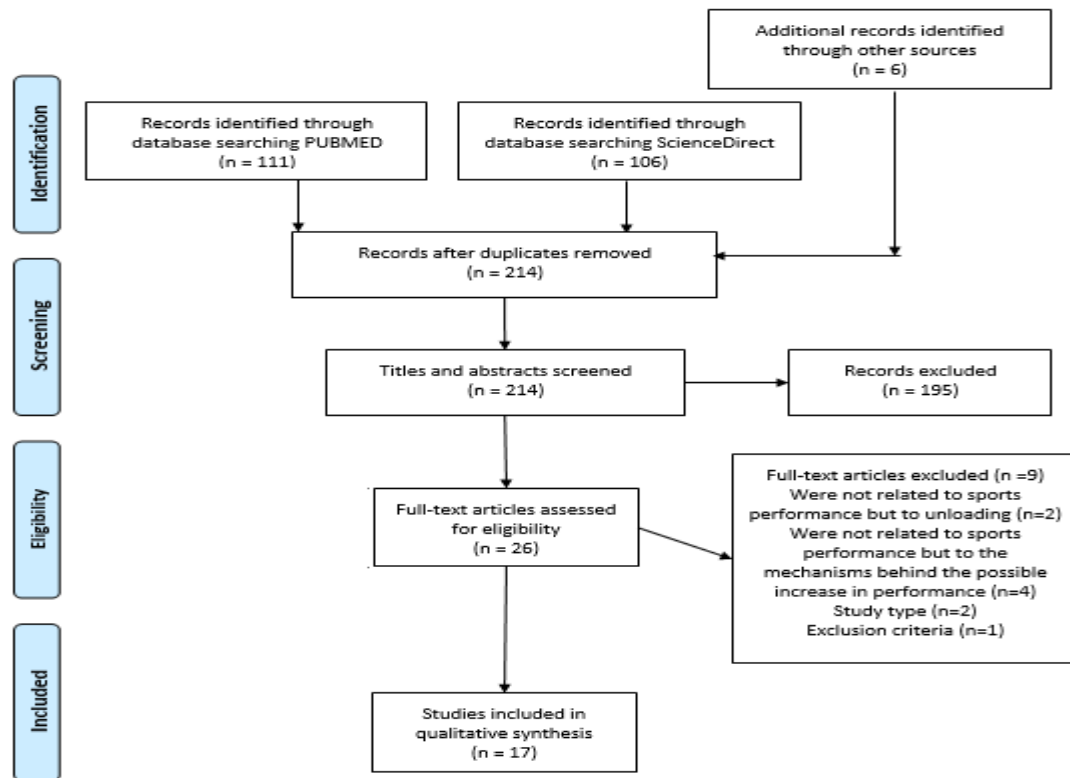 Additional records identified
through other sources
(n = 6)
Identification
Records identified through
database searching PUBMED
(n = 111)
Records identified through
database searching ScienceDirect
(n = 106)
Records after duplicates removed
(n = 214)
Screening
Titles and abstracts screened
(n = 214)
Records excluded
(n = 195)
Eligibility
Full-text articles assessed
for eligibility
(n = 26)
Full-text articles excluded (n =9)
Were not related to sports
performance but to unloading (n=2)
Were not related to sports
performance but to the
mechanisms behind the possible
increase in performance (n=4)
Study type (n=2)
Exclusion criteria (n=1)
Included
Studies included in
qualitative synthesis
(n = 17)